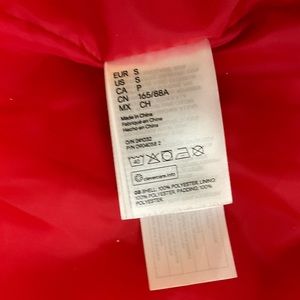 EUR S
US S
CA P
CN 165/88A
MX CH
Made in China
Fabriqué en Chine
Hecho en China
40
clevercare.info
GB SHELL: 100% POLYESTER, LINING:
100% POLYESTER, PADDING: 100%
POLYESTER